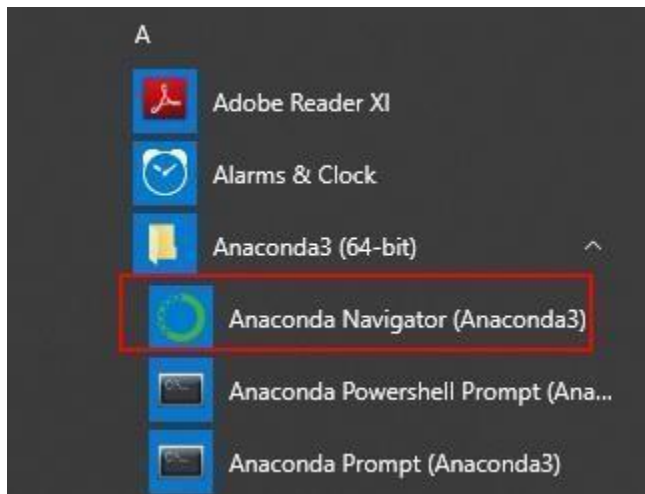 A
Adobe Reader XI
Alarms & Clock
Anaconda3 (64-bit)
Anaconda Navigator (Anaconda3)
Anaconda Powershell Prompt (Ana...
Anaconda Prompt (Anaconda3)